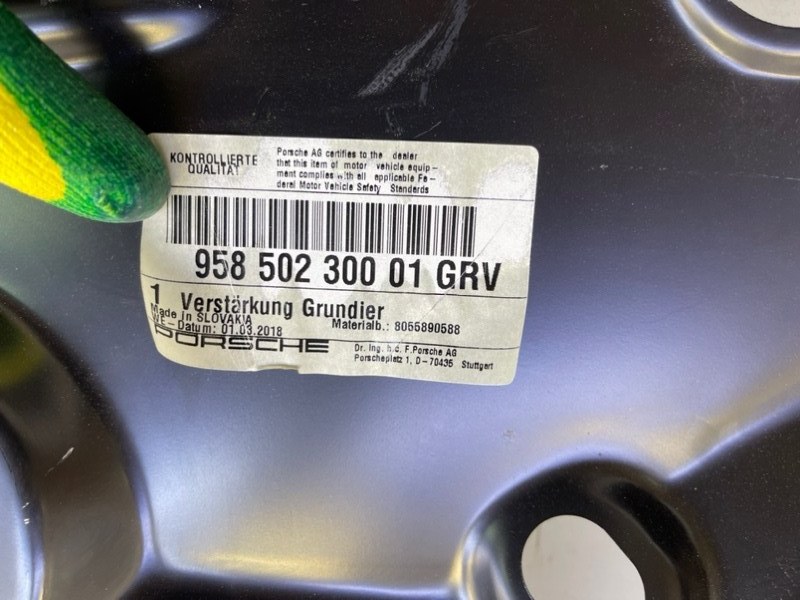 KONTROLLIERTE
QUALITÄT
Porsche AG certifies to the dealer
that this item of motor vehicle equip-
ment complies with all applicable Fe-
deral Motor Vehicle Safety Standards
958 502 300 01 GRV
1 Verstärkung Grundier
Made in SLOVAKIA
WE-Datum: 01.03.2018 Materialb.: 8055890588
PORSCHE
Dr. Ing. h.c. F.Porsche AG
Porscheplatz 1, D-70435 Stuttgart